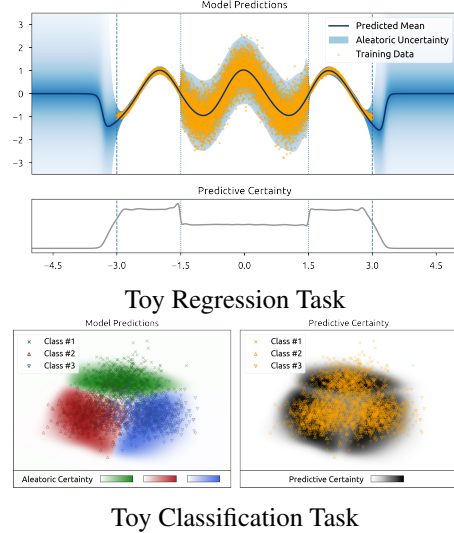 Model Predictions
Predicted Mean
Aleatoric Uncertainty
Training Data
3
2
1
0
−1
−2
−3
Predictive Certainty
−4.5 −3.0 −1.5 0.0 1.5 3.0 4.5
Toy Regression Task
Model Predictions
Class #1
Class #2
Class #3
Aleatoric Certainty
Predictive Certainty
Class #1
Class #2
Class #3
Predictive Certainty
Toy Classification Task